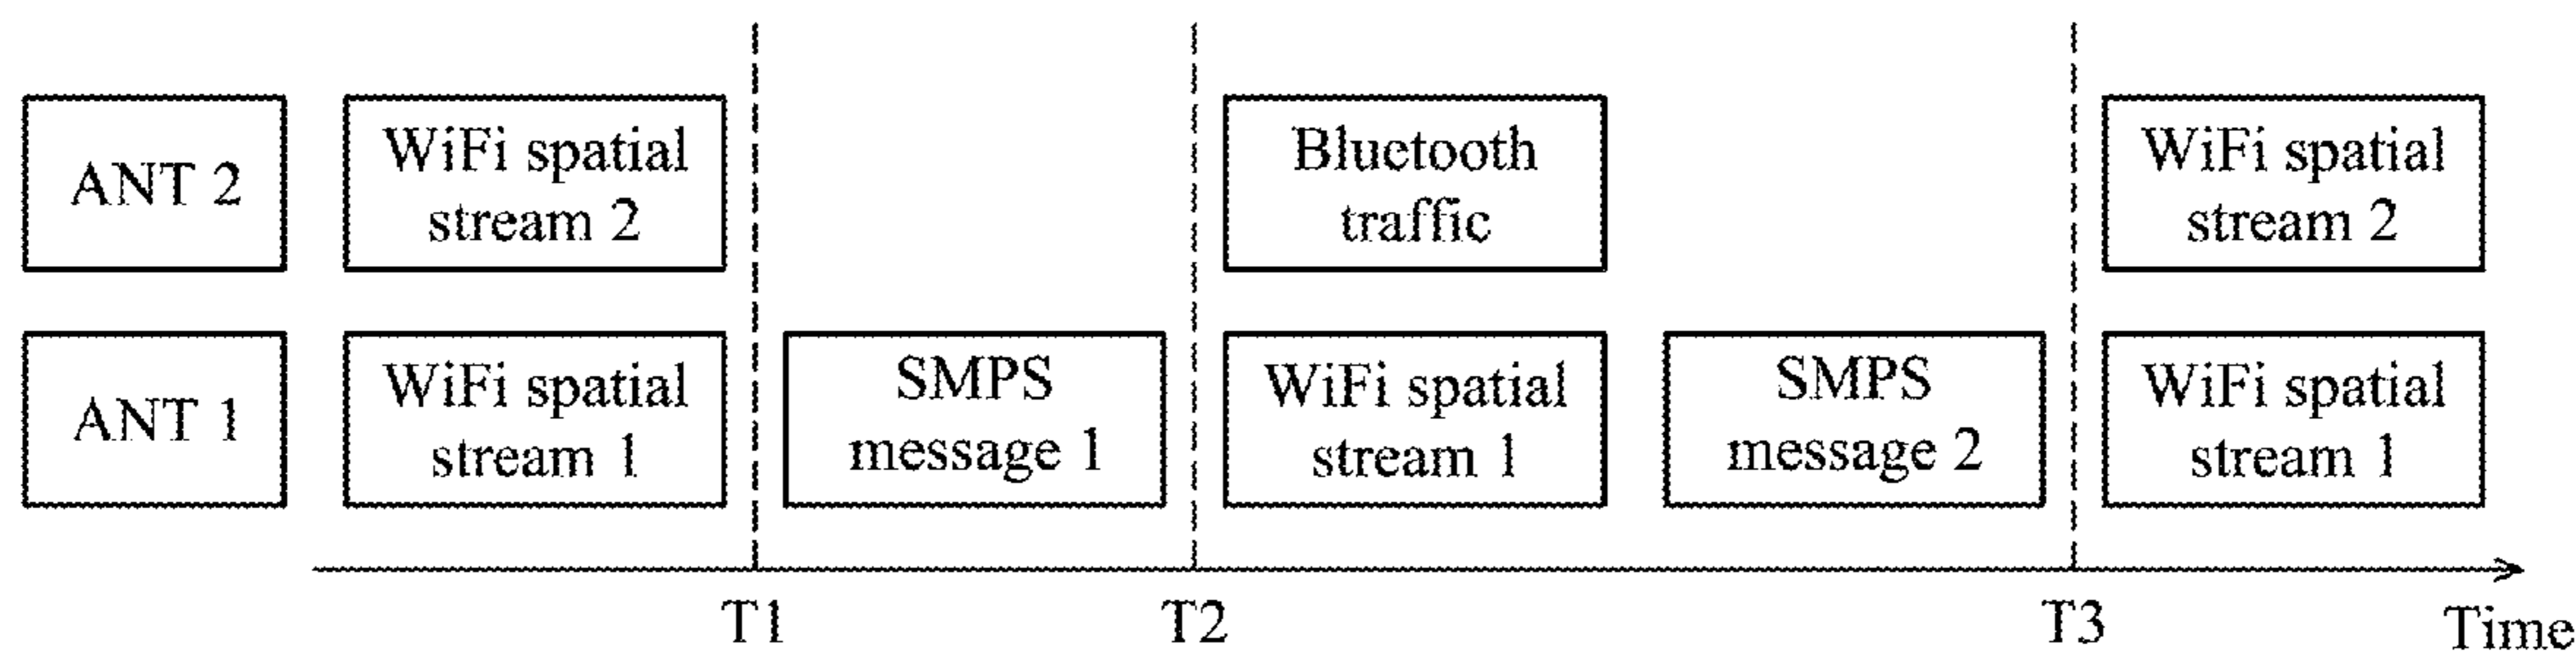 ANT 2
WiFi spatial
stream 2
Bluetooth
traffic
WiFi spatial
stream 2
ANT 1
WiFi spatial
stream 1
SMPS
message 1
WiFi spatial
stream 1
SMPS
message 2
WiFi spatial
stream 1
T1
T2
T3
Time